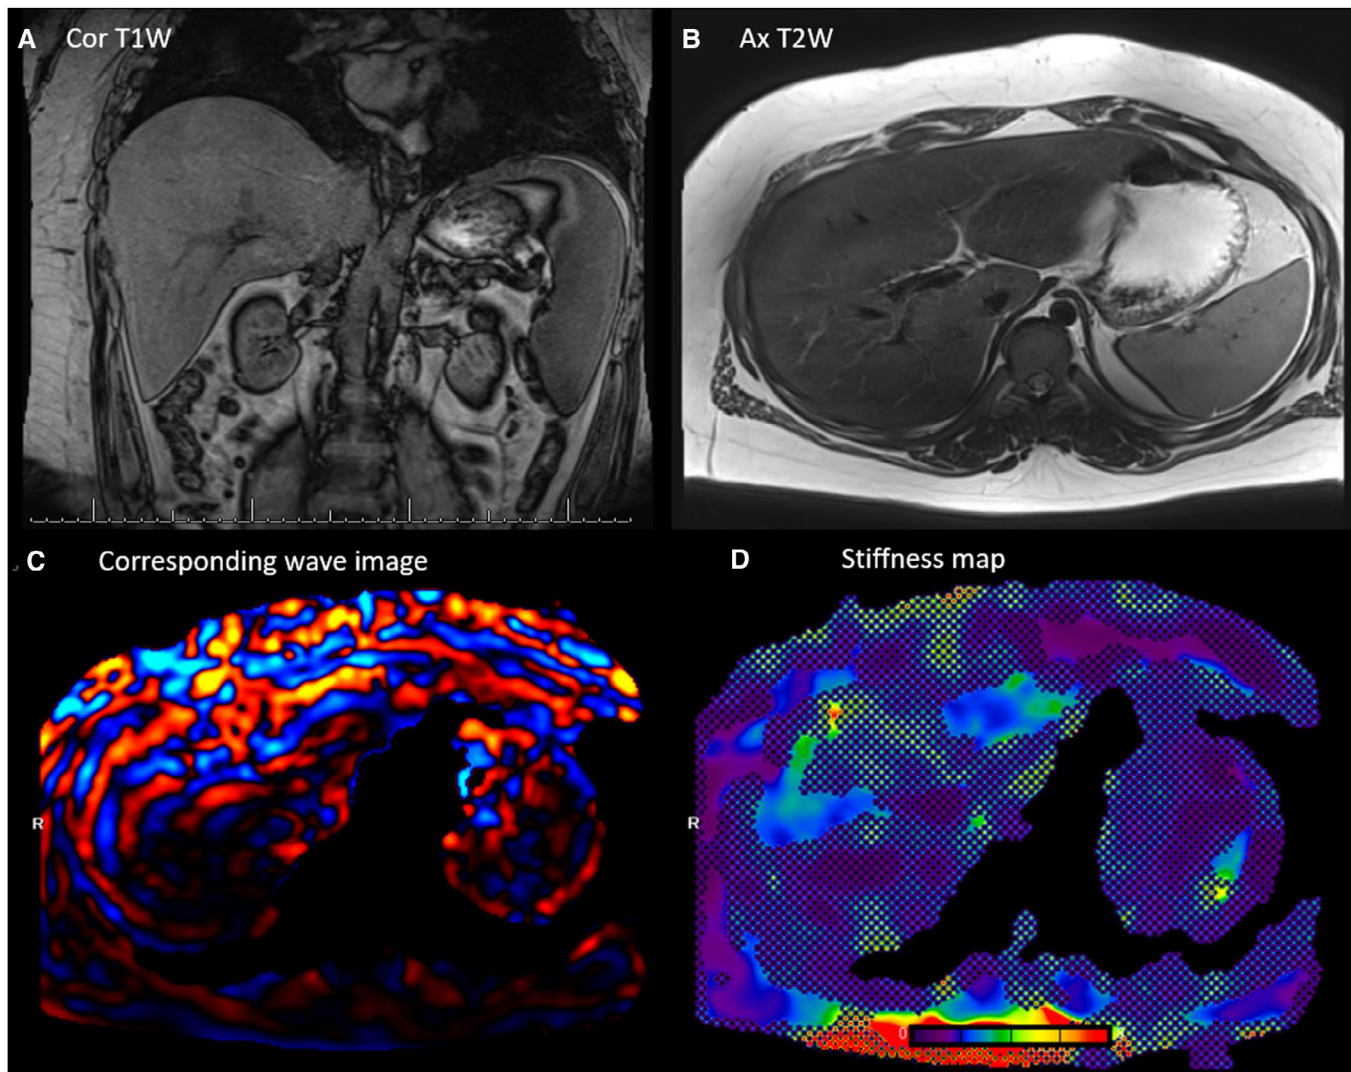 A Cor T1W
B Ax T2W
C Corresponding wave image
D Stiffness map
R
R
0